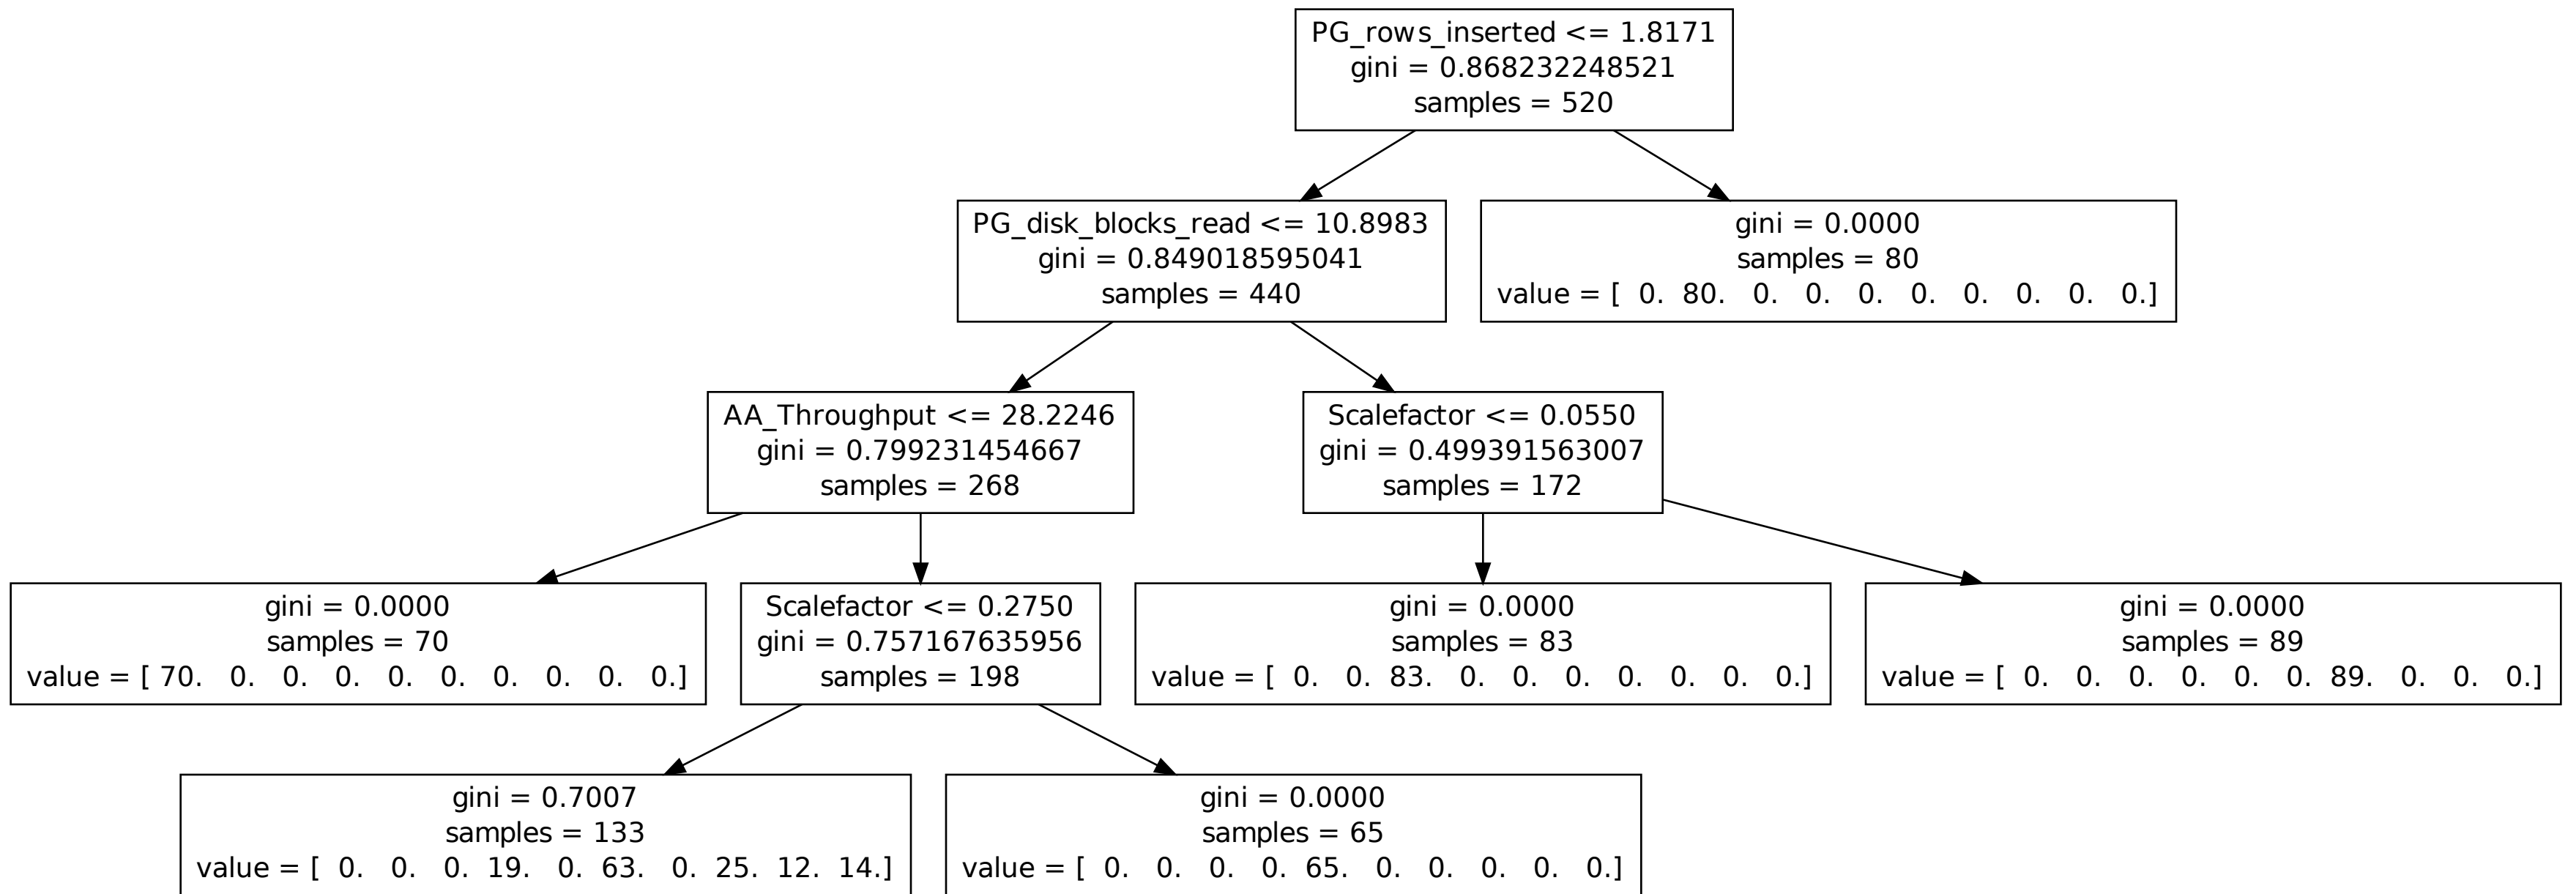 PG_rows_inserted <= 1.8171
gini = 0.868232248521
samples = 520
PG_disk_blocks_read <= 10.8983
gini = 0.849018595041
samples = 440
gini = 0.0000
samples = 80
value = [  0.  80.   0.   0.   0.   0.   0.   0.   0.   0.]
AA_Throughput <= 28.2246
gini = 0.799231454667
samples = 268
Scalefactor <= 0.0550
gini = 0.499391563007
samples = 172
gini = 0.0000
samples = 70
value = [ 70.   0.   0.   0.   0.   0.   0.   0.   0.   0.]
Scalefactor <= 0.2750
gini = 0.757167635956
samples = 198
gini = 0.0000
samples = 83
value = [  0.   0.  83.   0.   0.   0.   0.   0.   0.   0.]
gini = 0.0000
samples = 89
value = [  0.   0.   0.   0.   0.   0.  89.   0.   0.   0.]
gini = 0.7007
samples = 133
value = [  0.   0.   0.  19.   0.  63.   0.  25.  12.  14.]
gini = 0.0000
samples = 65
value = [  0.   0.   0.   0.  65.   0.   0.   0.   0.   0.]